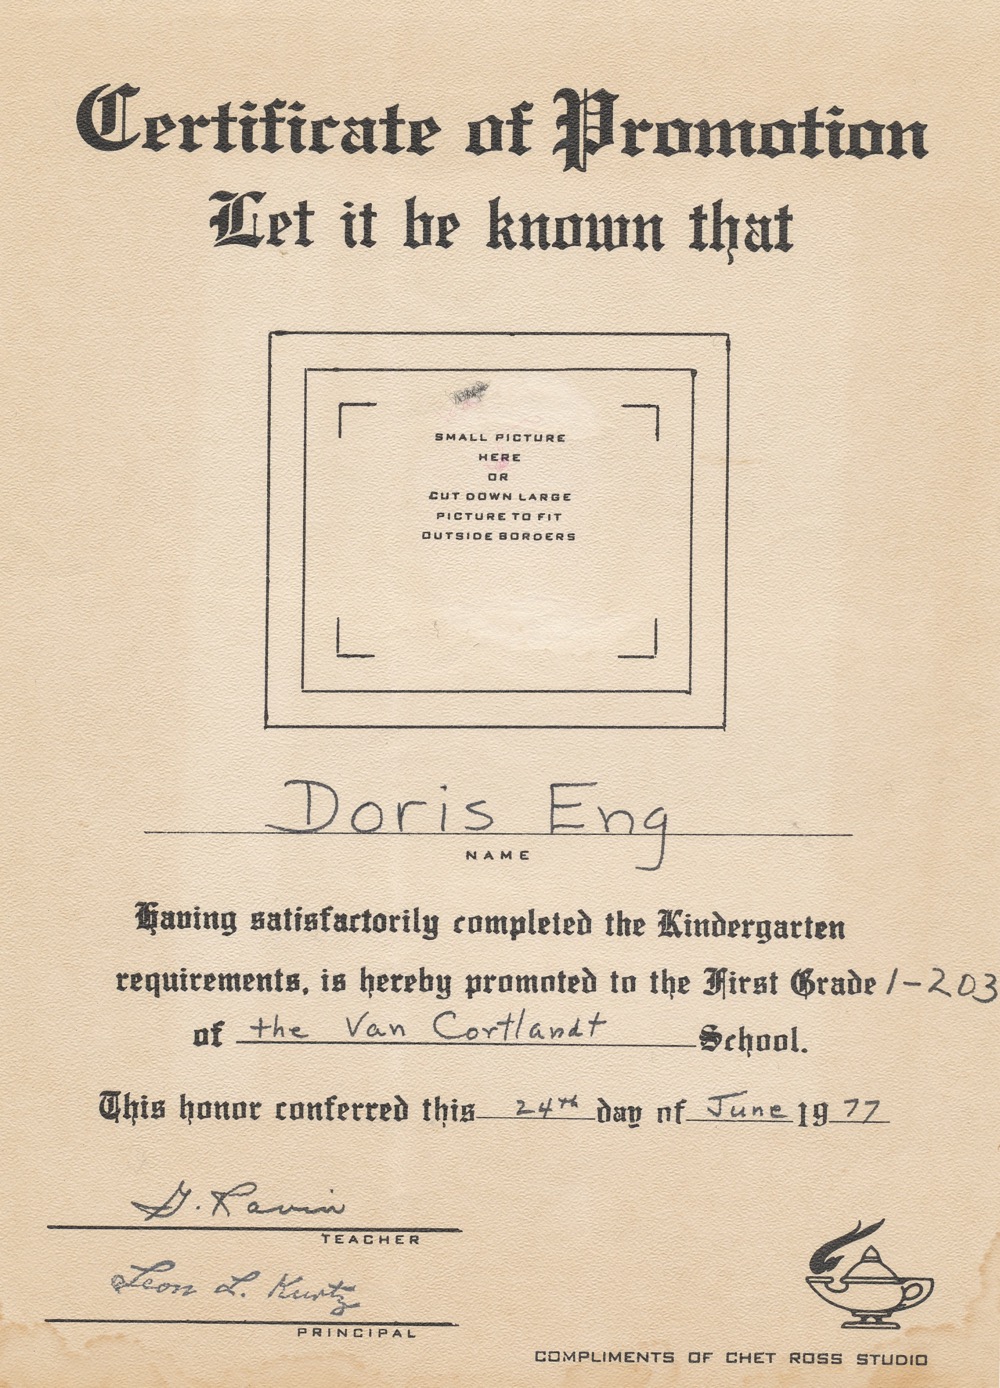 Certificate of Promotion
Let it be known that
SMALL PICTURE
HERE
OR
CUT DOWN LARGE
PICTURE TO FIT
OUTSIDE BORDERS
Doris Eng
NAME
Having satisfactorily completed the Kindergarten
requirements, is hereby promoted to the First Grade 1-203
of the Van Cortlandt School.
This honor conferred this 24th day of June 1977
G. Ravin
TEACHER
Leon L. Kurtz
PRINCIPAL
COMPLIMENTS OF CHET ROSS STUDIO